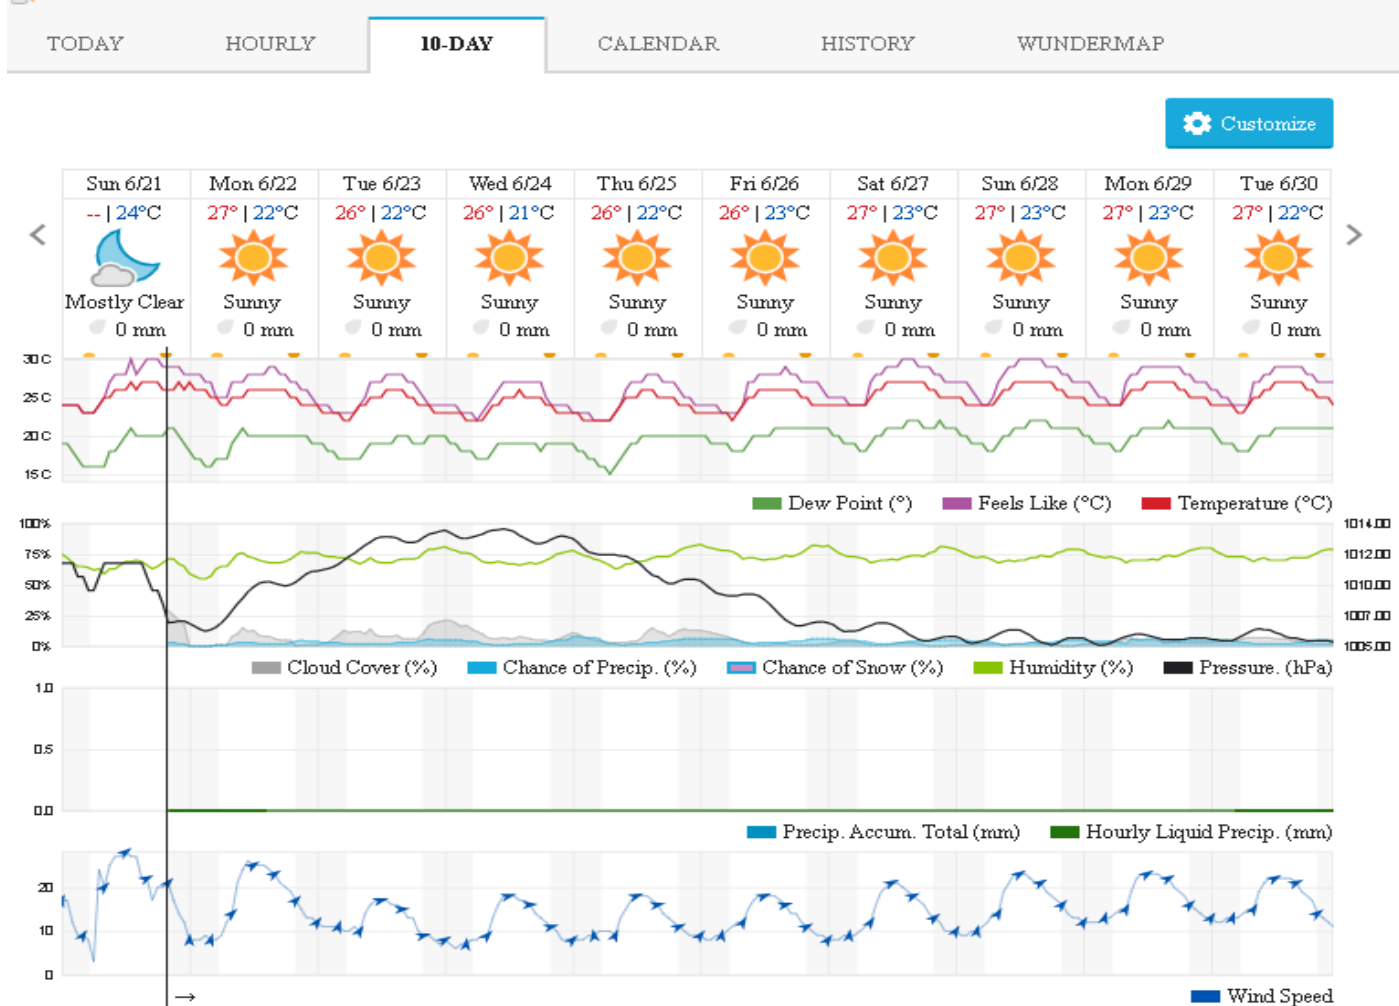 TODAY HOURLY 10-DAY CALENDAR HISTORY WUNDERMAP
Customize
Sun 6/21 Mon 6/22 Tue 6/23 Wed 6/24 Thu 6/25 Fri 6/26 Sat 6/27 Sun 6/28 Mon 6/29 Tue 6/30
-- | 24°C 27° | 22°C 26° | 22°C 26° | 21°C 26° | 22°C 26° | 23°C 27° | 23°C 27° | 23°C 27° | 23°C 27° | 22°C
Mostly Clear Sunny Sunny Sunny Sunny Sunny Sunny Sunny Sunny Sunny
0 mm 0 mm 0 mm 0 mm 0 mm 0 mm 0 mm 0 mm 0 mm 0 mm
30 C
25 C
20 C
15 C
Dew Point (°) Feels Like (°C) Temperature (°C)
100% 1014.00
75% 1012.00
50% 1010.00
25% 1007.00
0% 1005.00
Cloud Cover (%) Chance of Precip. (%) Chance of Snow (%) Humidity (%) Pressure. (hPa)
1.0
0.5
0.0
Precip. Accum. Total (mm) Hourly Liquid Precip. (mm)
20
10
0
→
Wind Speed